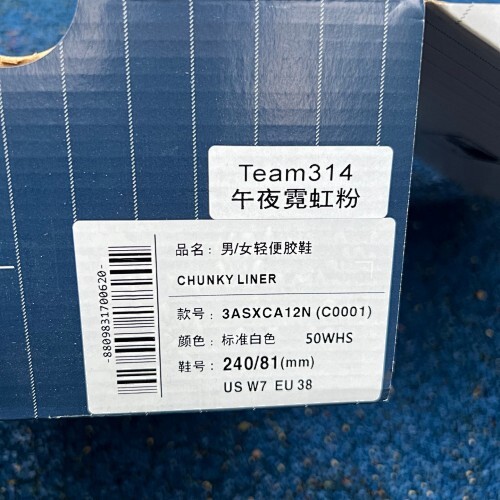 Team314
午夜霓虹粉
品名：男/女轻便胶鞋
CHUNKY LINER
款号：3ASXCA12N (C0001)
颜色：标准白色 50WHS
鞋号：240/81(mm)
US W7 EU 38
-8809831700620-